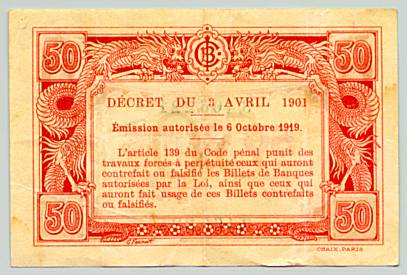 50 BIC 50
DÉCRET DU 3 AVRIL 1901
Émission autorisée le 6 Octobre 1919.
L'article 139 du Code pénal punit des
travaux forcés à perpétuité ceux qui auront
contrefait ou falsifié les Billets de Banques
autorisées par la Loi, ainsi que ceux qui
auront fait usage de ces Billets contrefaits
ou falsifiés.
50 50
CHAIX.PARIS